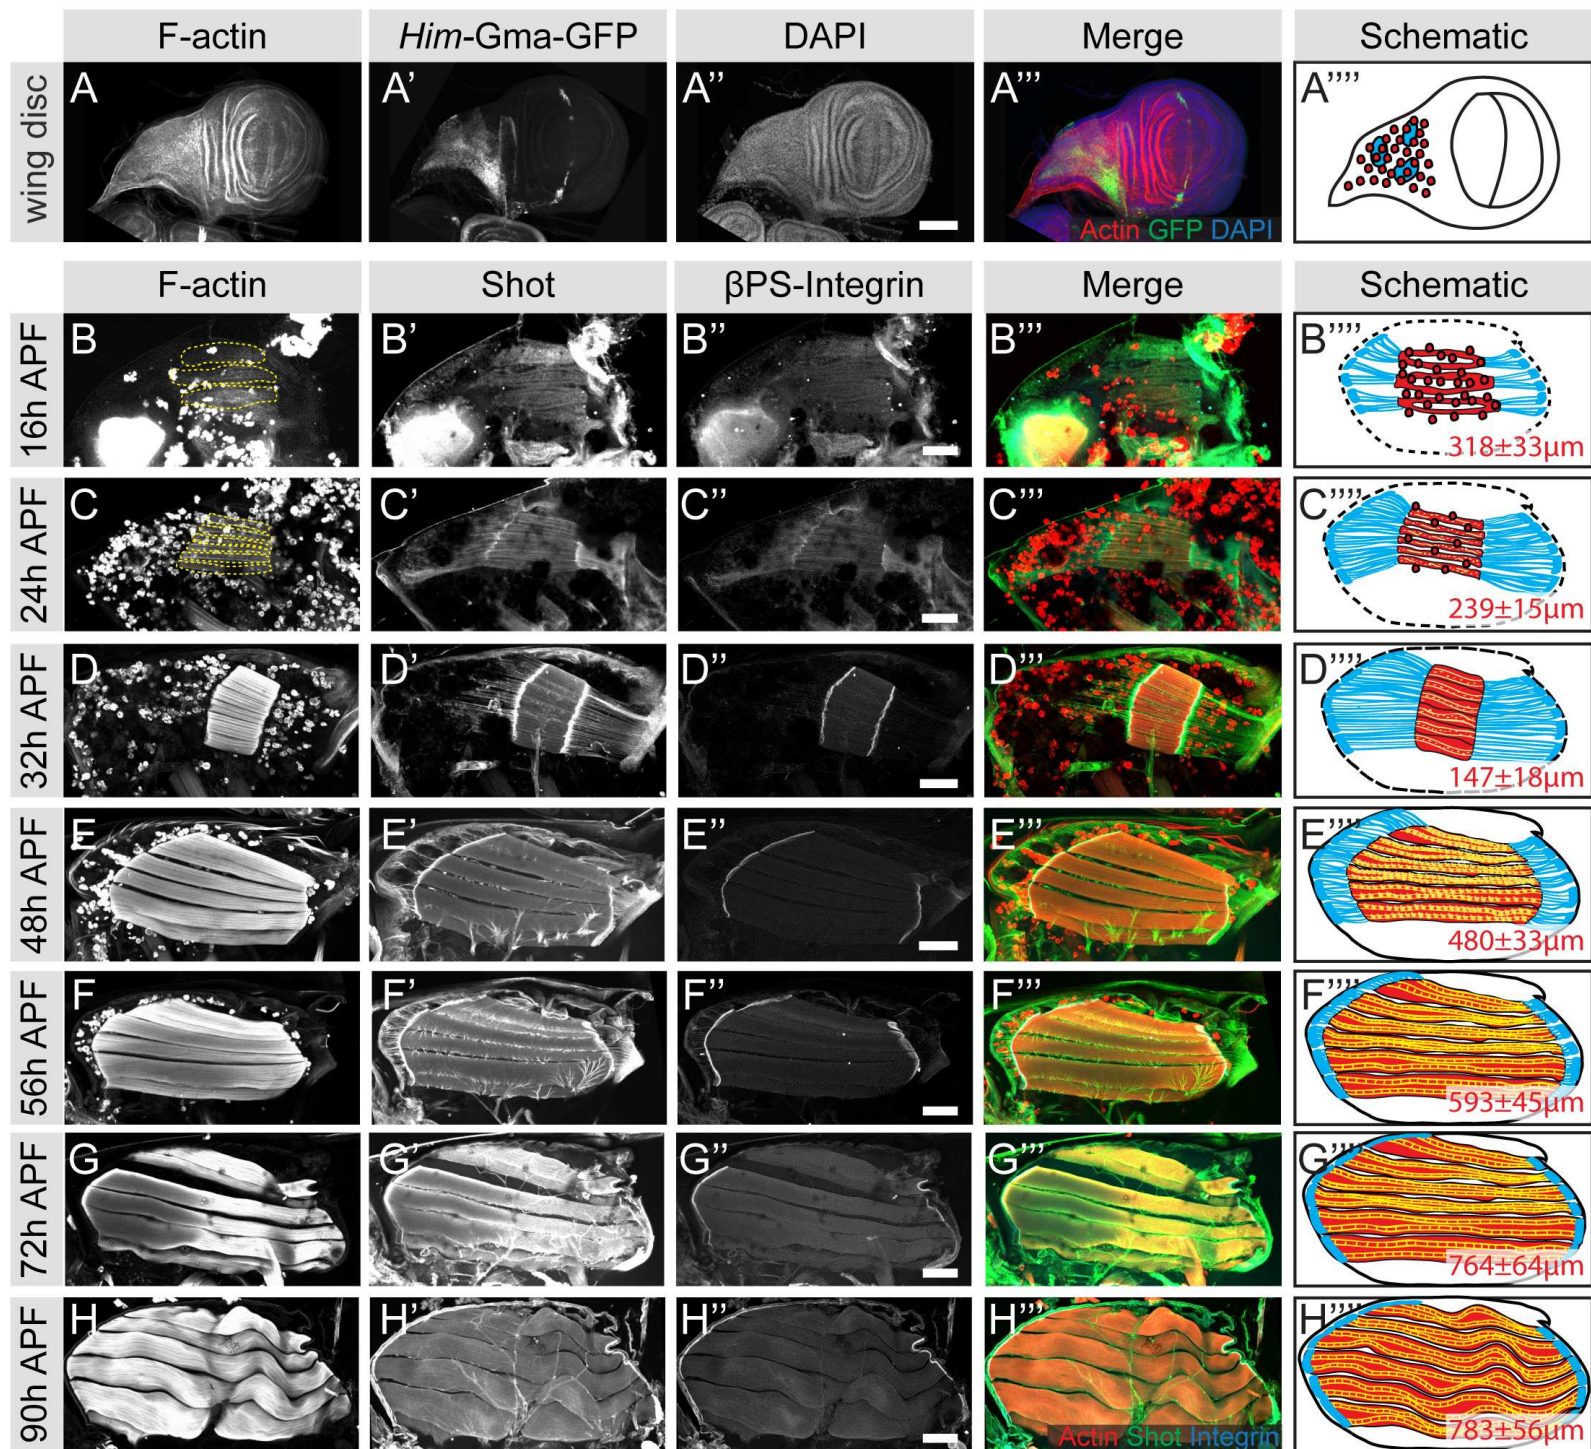 F-actin Him-Gma-GFP DAPI Merge Schematic
wing disc
A A' A'' A''' A''''
Actin GFP DAPI
F-actin Shot βPS-Integrin Merge Schematic
16h APF
B B' B'' B''' B''''
318±33µm
24h APF
C C' C'' C''' C''''
239±15µm
32h APF
D D' D'' D''' D''''
147±18µm
48h APF
E E' E'' E''' E''''
480±33µm
56h APF
F F' F'' F''' F''''
593±45µm
72h APF
G G' G'' G''' G''''
764±64µm
90h APF
H H' H'' H''' H''''
Actin Shot Integrin
783±56µm